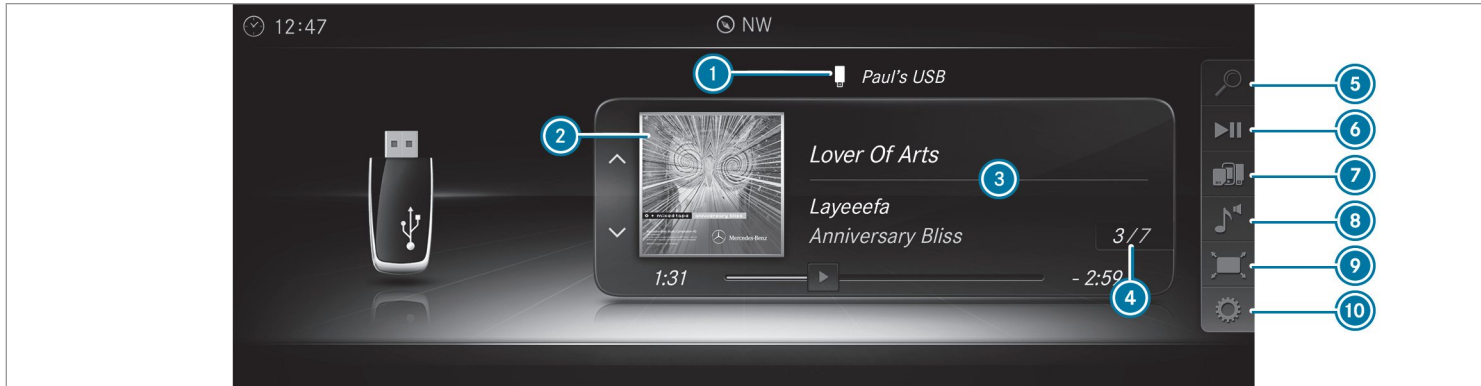 12:47
NW
1
Paul's USB
5
2
6
Lover Of Arts
3
7
Layeeefa
Anniversary Bliss
3/7
8
Mercedes-Benz
1:31
- 2:59
4
9
10